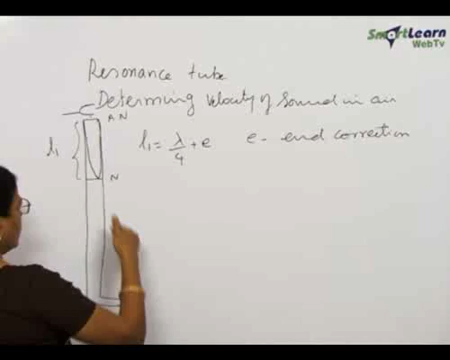 SmartLearn
WebTv
Resonance tube
Determining velocity of sound in air
A N
l₁ = λ/4 + e e - end correction
l₁
N